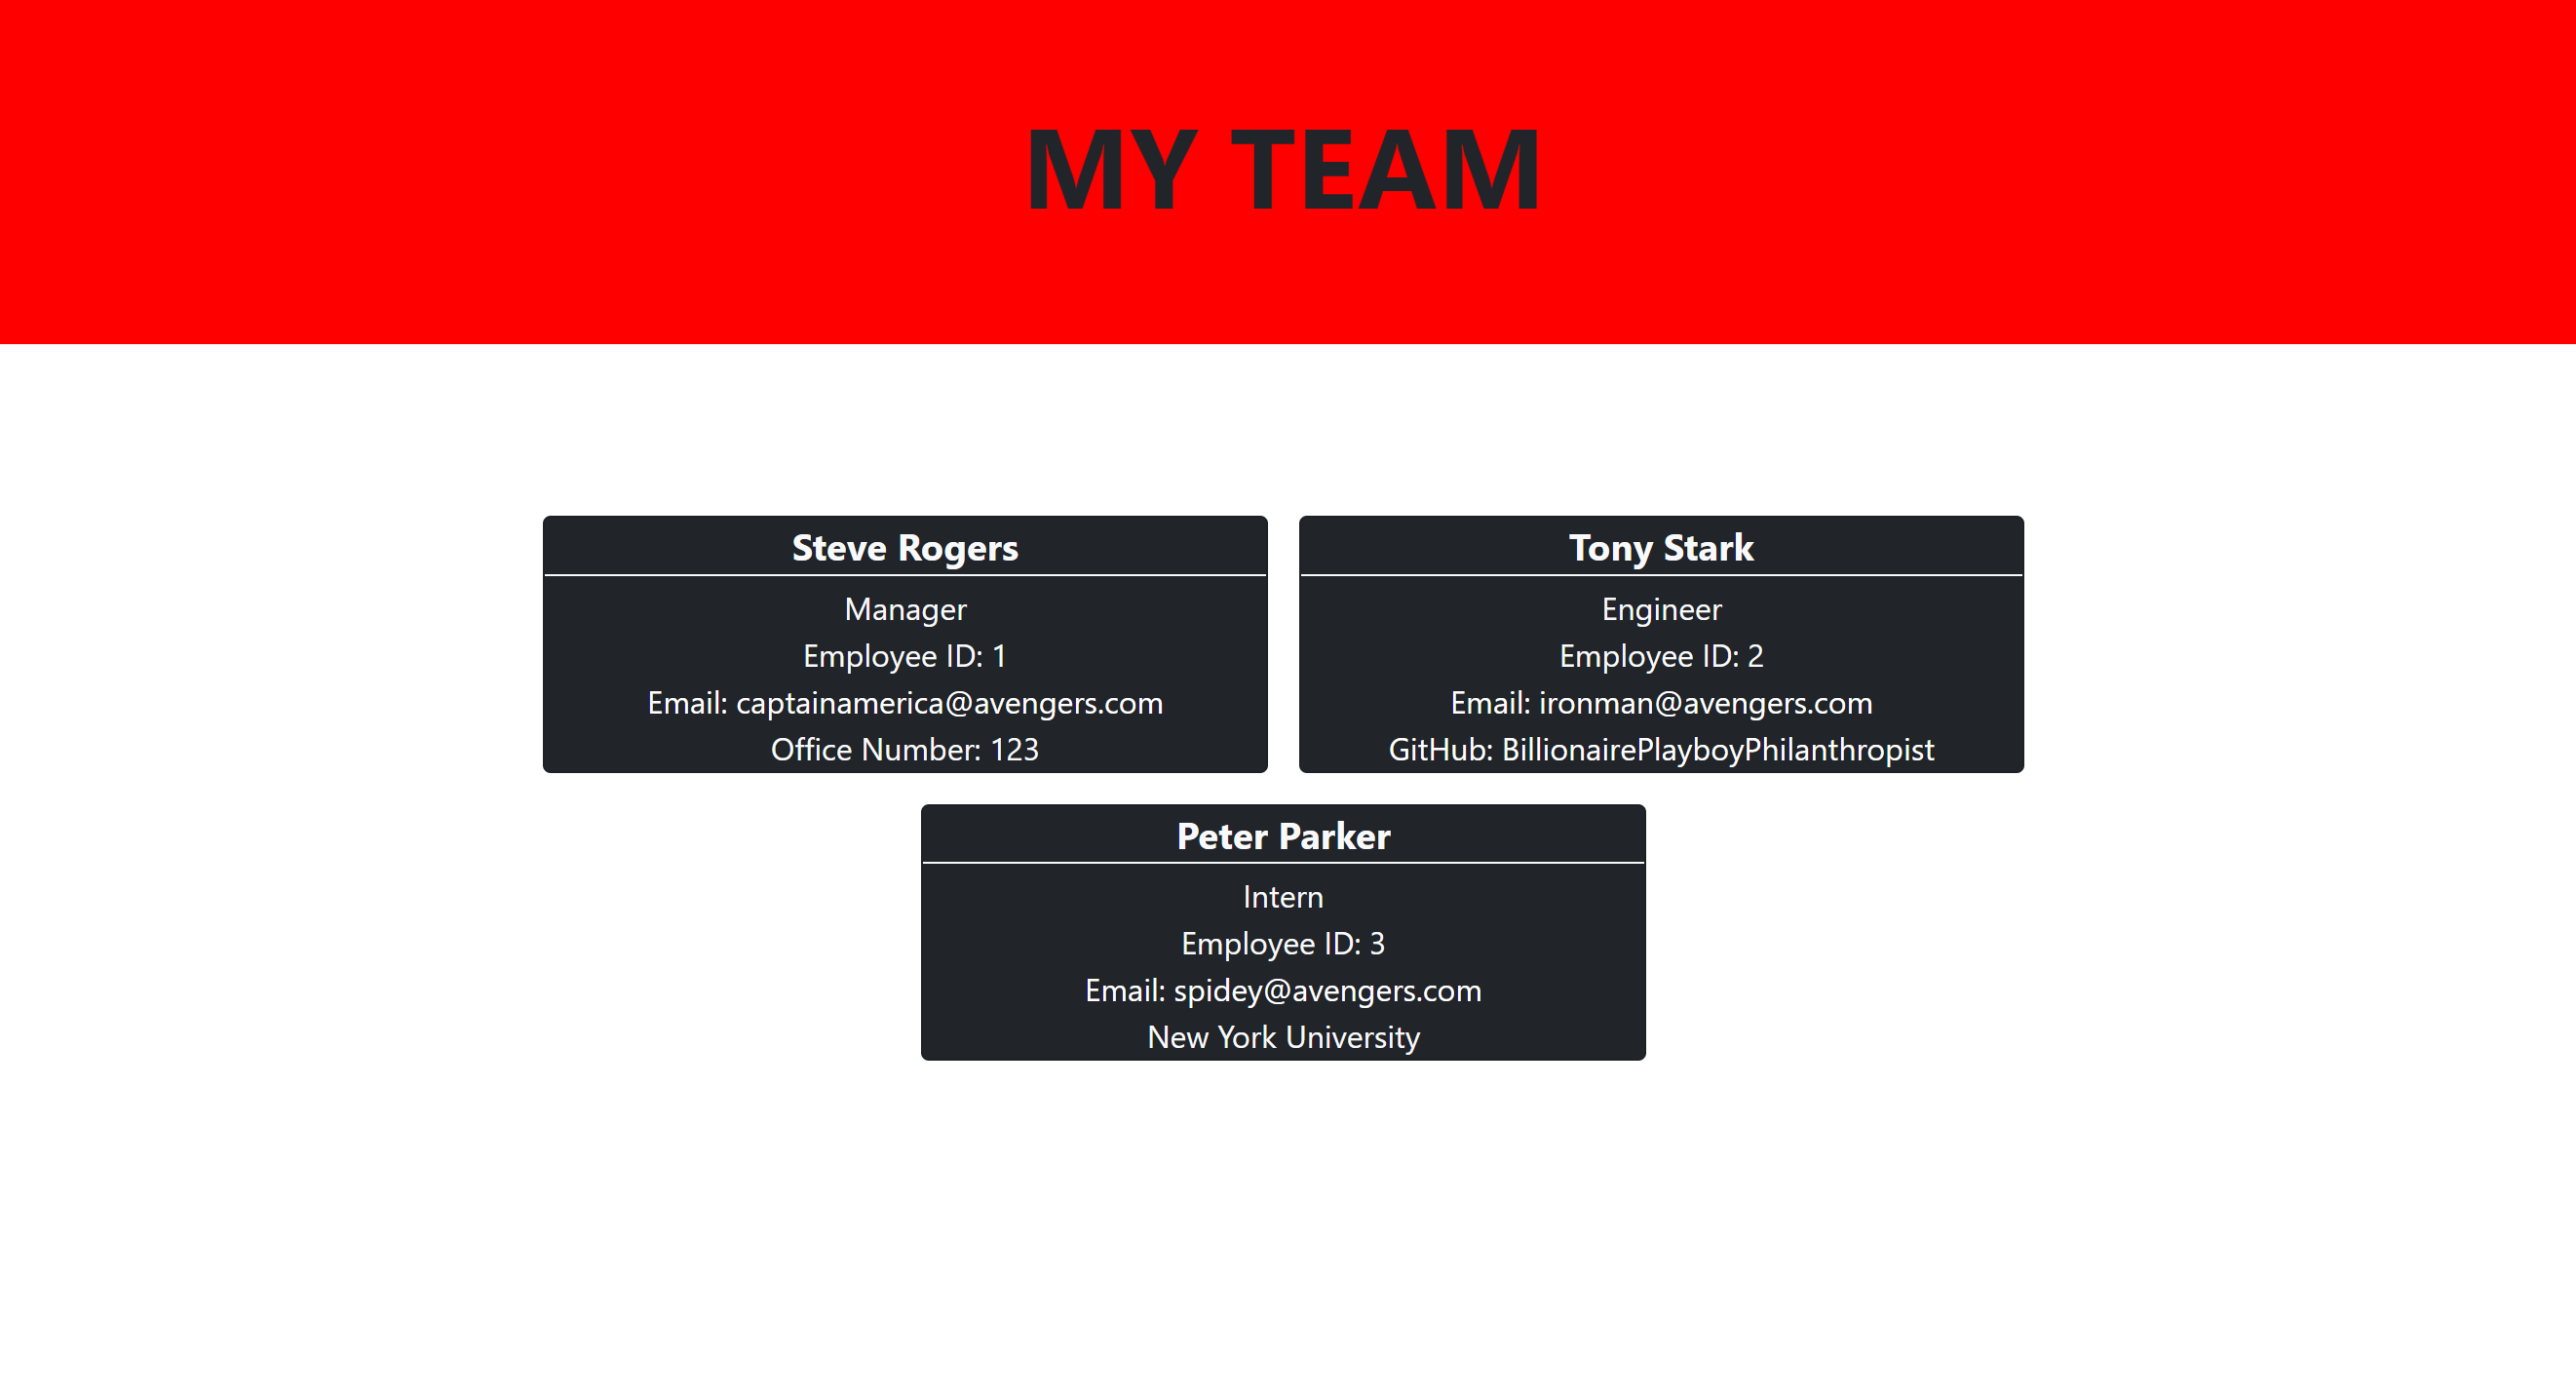 MY TEAM
Steve Rogers
Manager
Employee ID: 1
Email: captainamerica@avengers.com
Office Number: 123
Tony Stark
Engineer
Employee ID: 2
Email: ironman@avengers.com
GitHub: BillionairePlayboyPhilanthropist
Peter Parker
Intern
Employee ID: 3
Email: spidey@avengers.com
New York University